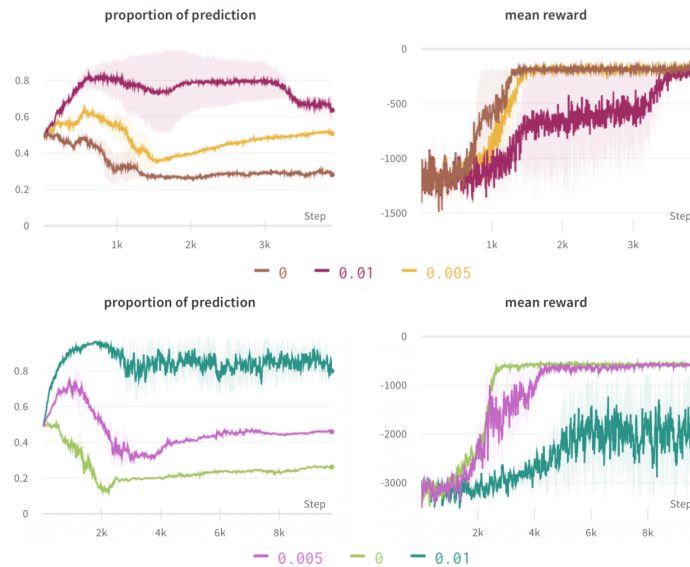 proportion of prediction
0.8
0.6
0.4
0.2
0
1k 2k 3k
Step
mean reward
0
-500
-1000
-1500
1k 2k 3k
Step
0 0.01 0.005
proportion of prediction
0.8
0.6
0.4
0.2
0
2k 4k 6k 8k
Step
mean reward
0
-1000
-2000
-3000
2k 4k 6k 8k
Step
0.005 0 0.01